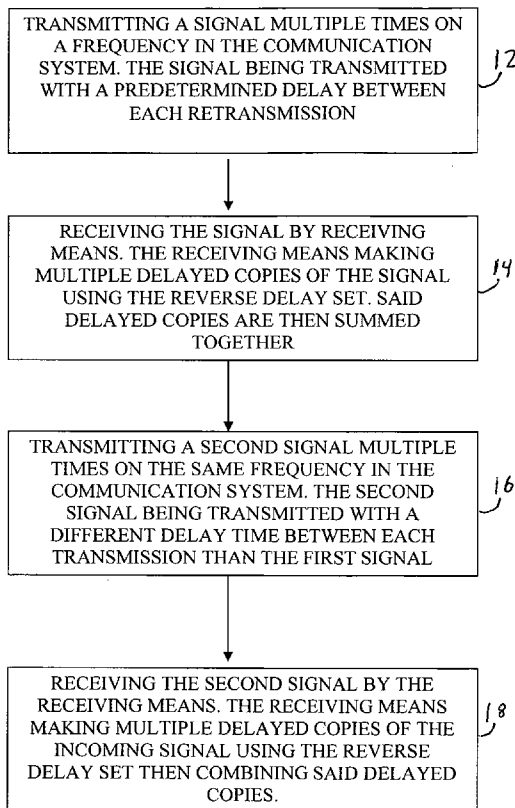 TRANSMITTING A SIGNAL MULTIPLE TIMES ON
A FREQUENCY IN THE COMMUNICATION
SYSTEM. THE SIGNAL BEING TRANSMITTED
WITH A PREDETERMINED DELAY BETWEEN
EACH RETRANSMISSION
12
RECEIVING THE SIGNAL BY RECEIVING
MEANS. THE RECEIVING MEANS MAKING
MULTIPLE DELAYED COPIES OF THE SIGNAL
USING THE REVERSE DELAY SET. SAID
DELAYED COPIES ARE THEN SUMMED
TOGETHER
14
TRANSMITTING A SECOND SIGNAL MULTIPLE
TIMES ON THE SAME FREQUENCY IN THE
COMMUNICATION SYSTEM. THE SECOND
SIGNAL BEING TRANSMITTED WITH A
DIFFERENT DELAY TIME BETWEEN EACH
TRANSMISSION THAN THE FIRST SIGNAL
16
RECEIVING THE SECOND SIGNAL BY THE
RECEIVING MEANS. THE RECEIVING MEANS
MAKING MULTIPLE DELAYED COPIES OF THE
INCOMING SIGNAL USING THE REVERSE
DELAY SET THEN COMBINING SAID DELAYED
COPIES.
18